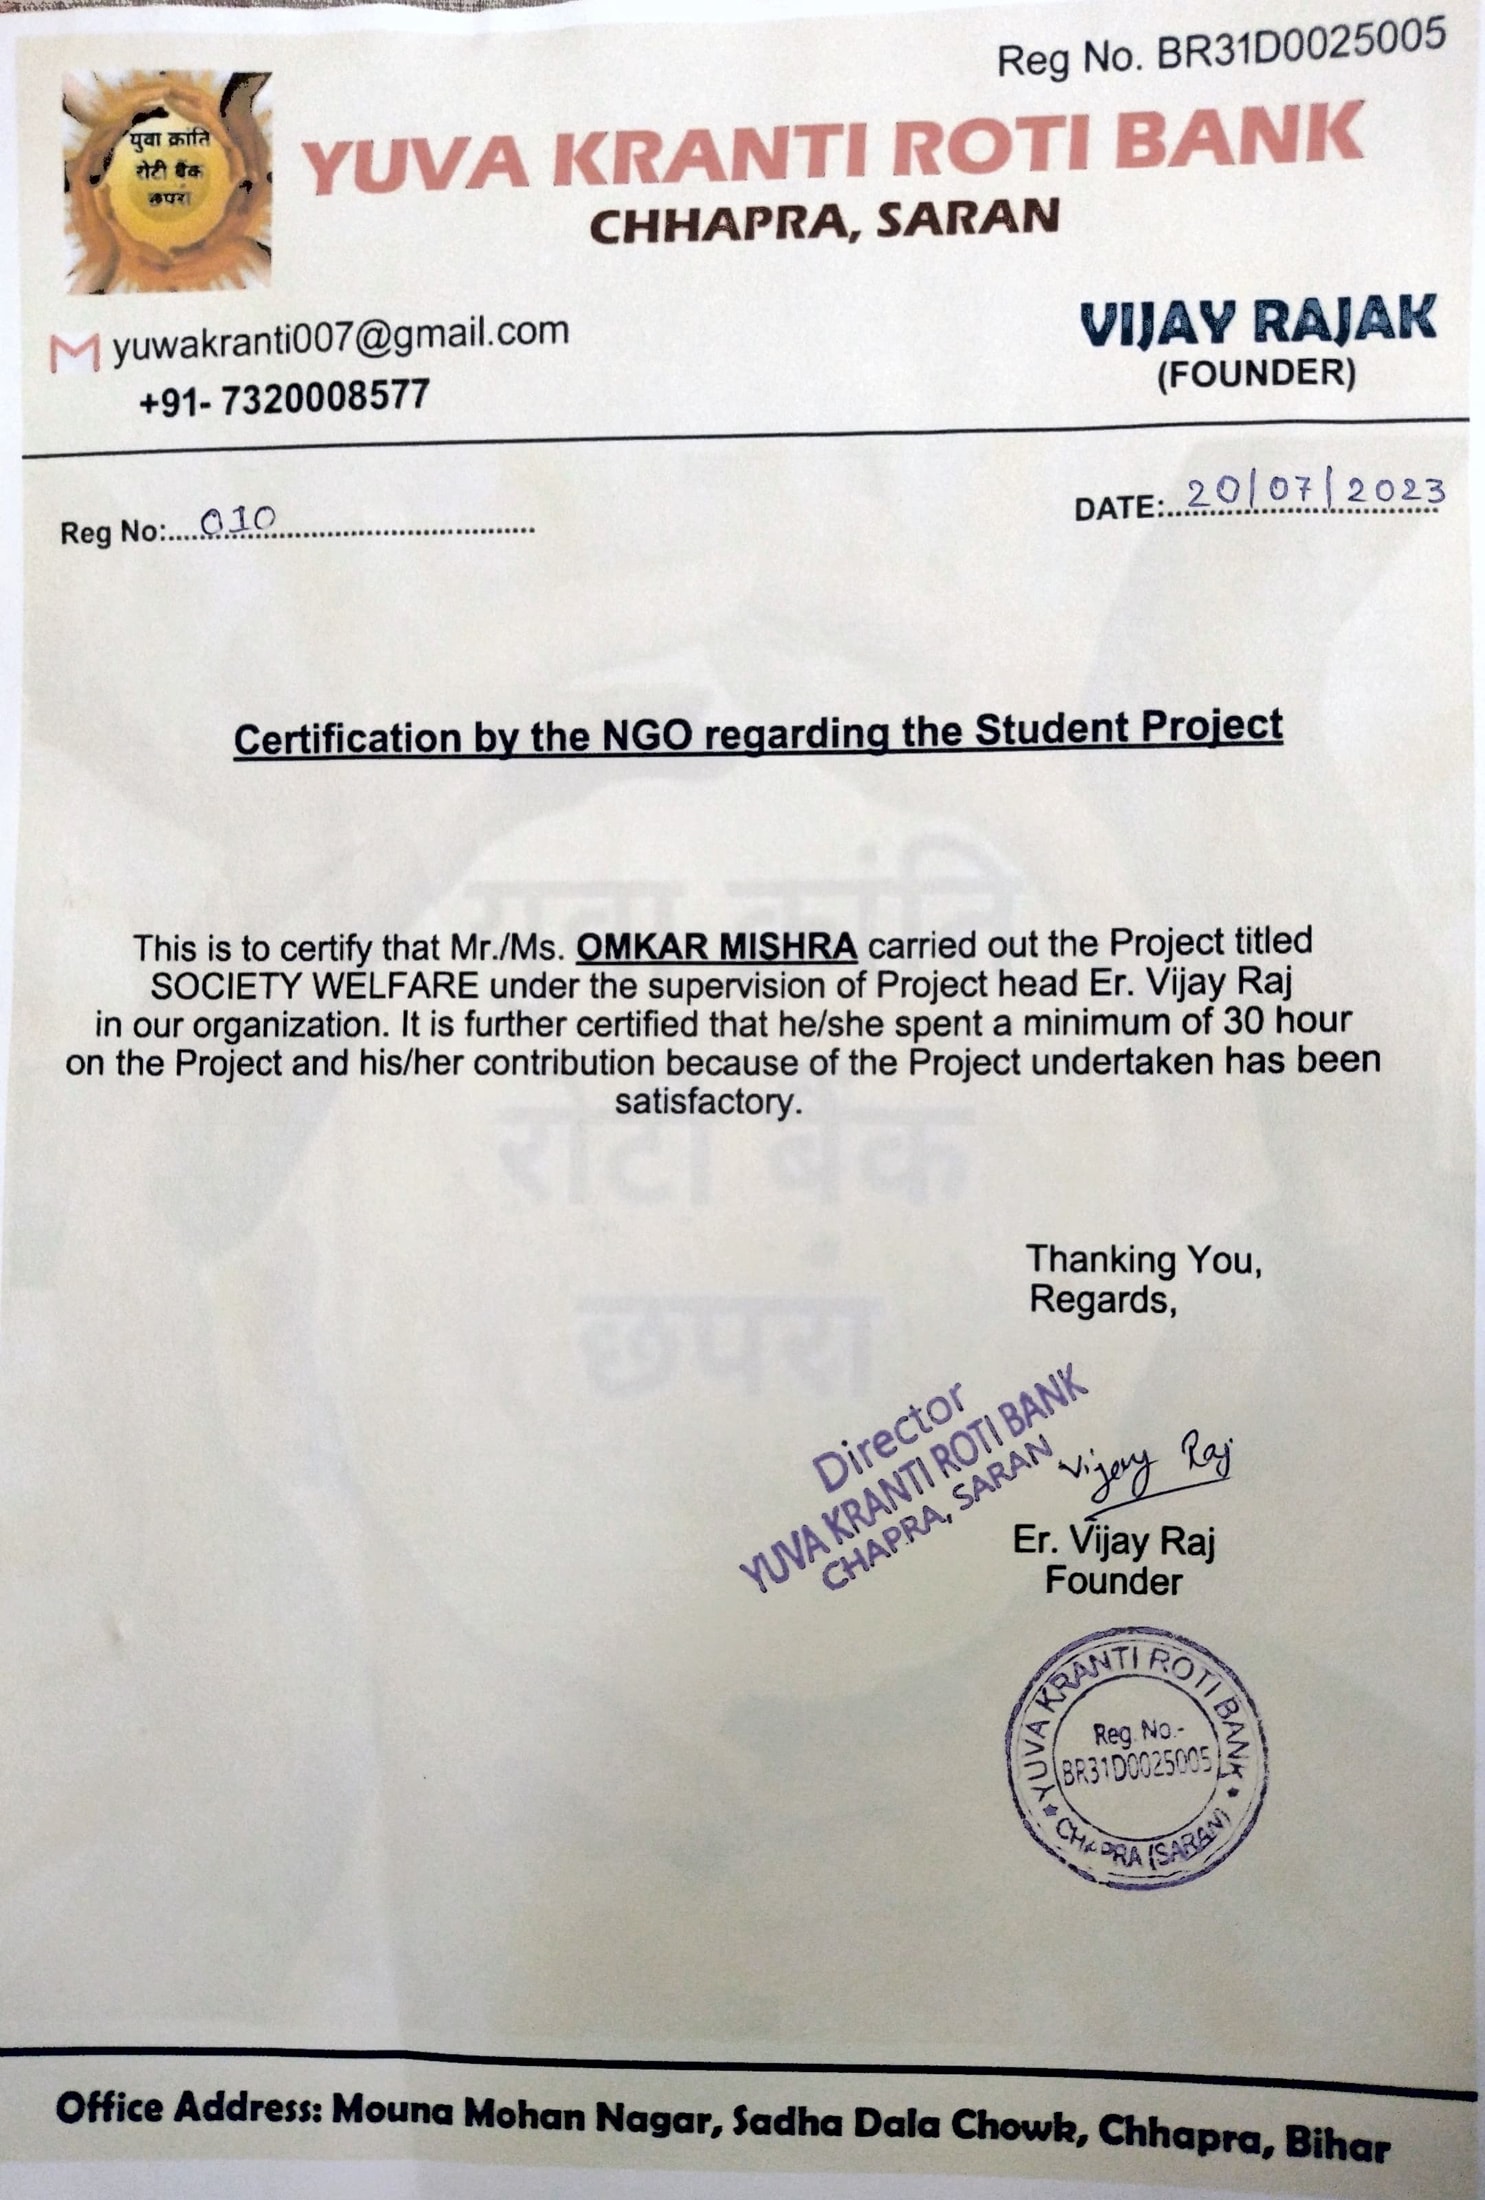 Reg No. BR31D0025005
युवा क्रांति
रोटी बैंक
छपरा
YUVA KRANTI ROTI BANK
CHHAPRA, SARAN
yuwakranti007@gmail.com
+91- 7320008577
VIJAY RAJAK
(FOUNDER)
Reg No:....010....................................
DATE:..20/07/2023
Certification by the NGO regarding the Student Project
This is to certify that Mr./Ms. OMKAR MISHRA carried out the Project titled
SOCIETY WELFARE under the supervision of Project head Er. Vijay Raj
in our organization. It is further certified that he/she spent a minimum of 30 hour
on the Project and his/her contribution because of the Project undertaken has been
satisfactory.
युवा क्रांति
रोटी बैंक
छपरा
Thanking You,
Regards,
Director
YUVA KRANTI ROTI BANK
CHAPRA, SARAN
Vijay Raj
Er. Vijay Raj
Founder
YUVA KRANTI ROTI BANK
Reg. No.-
BR31D0025005
CHAPRA (SARAN)
Office Address: Mouna Mohan Nagar, Sadha Dala Chowk, Chhapra, Bihar